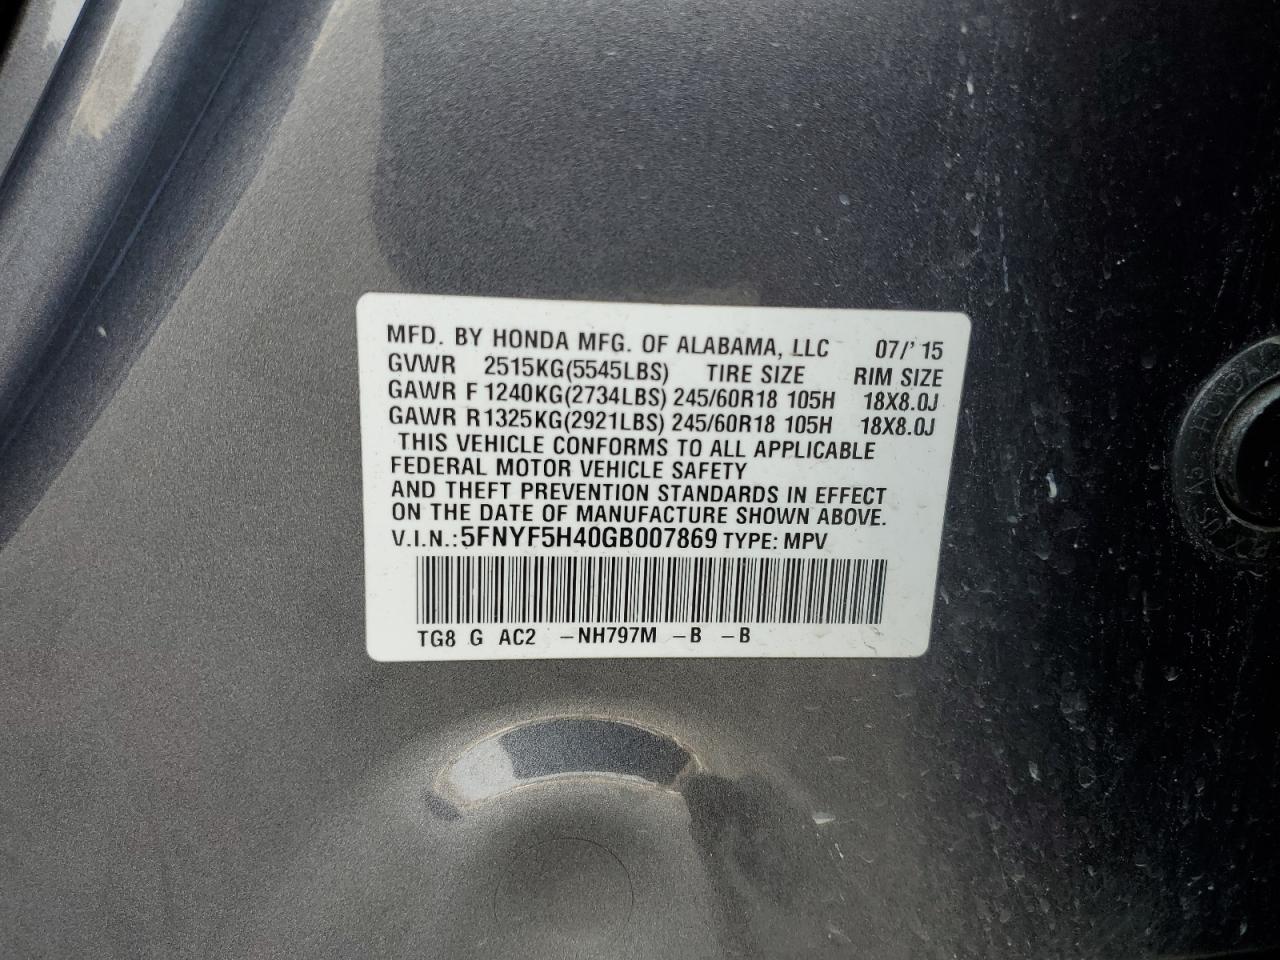 MFD. BY HONDA MFG. OF ALABAMA, LLC 07/'15
GVWR 2515KG(5545LBS) TIRE SIZE RIM SIZE
GAWR F 1240KG(2734LBS) 245/60R18 105H 18X8.0J
GAWR R 1325KG(2921LBS) 245/60R18 105H 18X8.0J
THIS VEHICLE CONFORMS TO ALL APPLICABLE
FEDERAL MOTOR VEHICLE SAFETY
AND THEFT PREVENTION STANDARDS IN EFFECT
ON THE DATE OF MANUFACTURE SHOWN ABOVE.
V.I.N.: 5FNYF5H40GB007869 TYPE: MPV
TG8 G AC2 -NH797M -B -B
HONDA